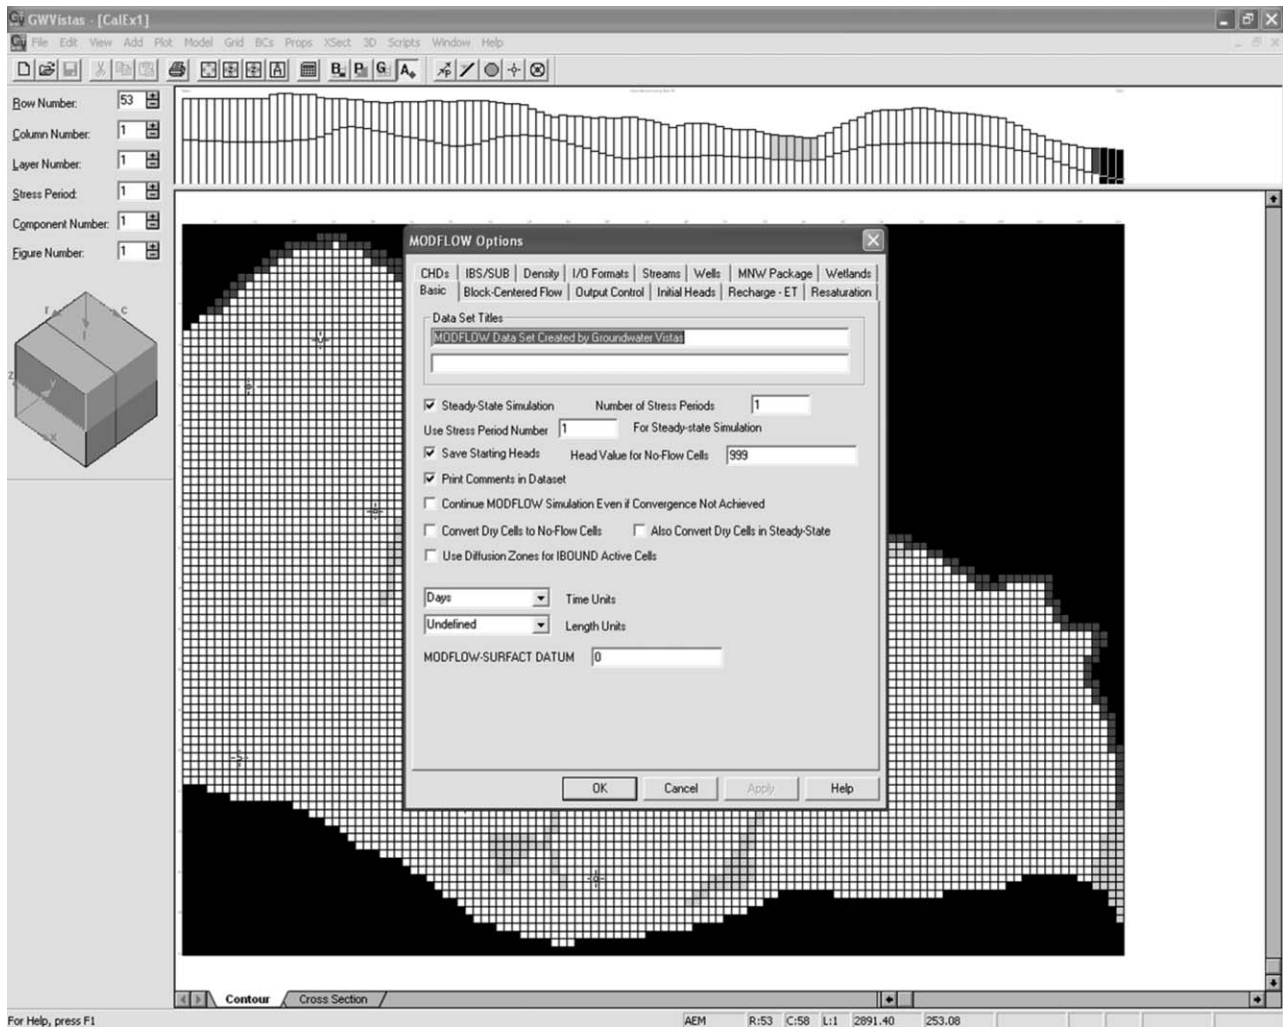 GWVistas - [CalEx1]
File Edit View Add Plot Model Grid BCs Props XSect 3D Scripts Window Help
Row Number: 53
Column Number: 1
Layer Number: 1
Stress Period: 1
Component Number: 1
Figure Number: 1
MODFLOW Options
CHDs IBS/SUB Density I/O Formats Streams Wells MNW Package Wetlands
Basic Block-Centered Flow Output Control Initial Heads Recharge - ET Resaturation
Data Set Titles
MODFLOW Data Set Created by Groundwater Vistas
Steady-State Simulation Number of Stress Periods 1
Use Stress Period Number 1 For Steady-state Simulation
Save Starting Heads Head Value for No-Flow Cells 999
Print Comments in Dataset
Continue MODFLOW Simulation Even if Convergence Not Achieved
Convert Dry Cells to No-Flow Cells Also Convert Dry Cells in Steady-State
Use Diffusion Zones for IBOUND Active Cells
Days Time Units
Undefined Length Units
MODFLOW-SURFACT DATUM 0
OK Cancel Apply Help
Contour Cross Section
For Help, press F1 AEM R:53 C:58 L:1 2891.40 253.08